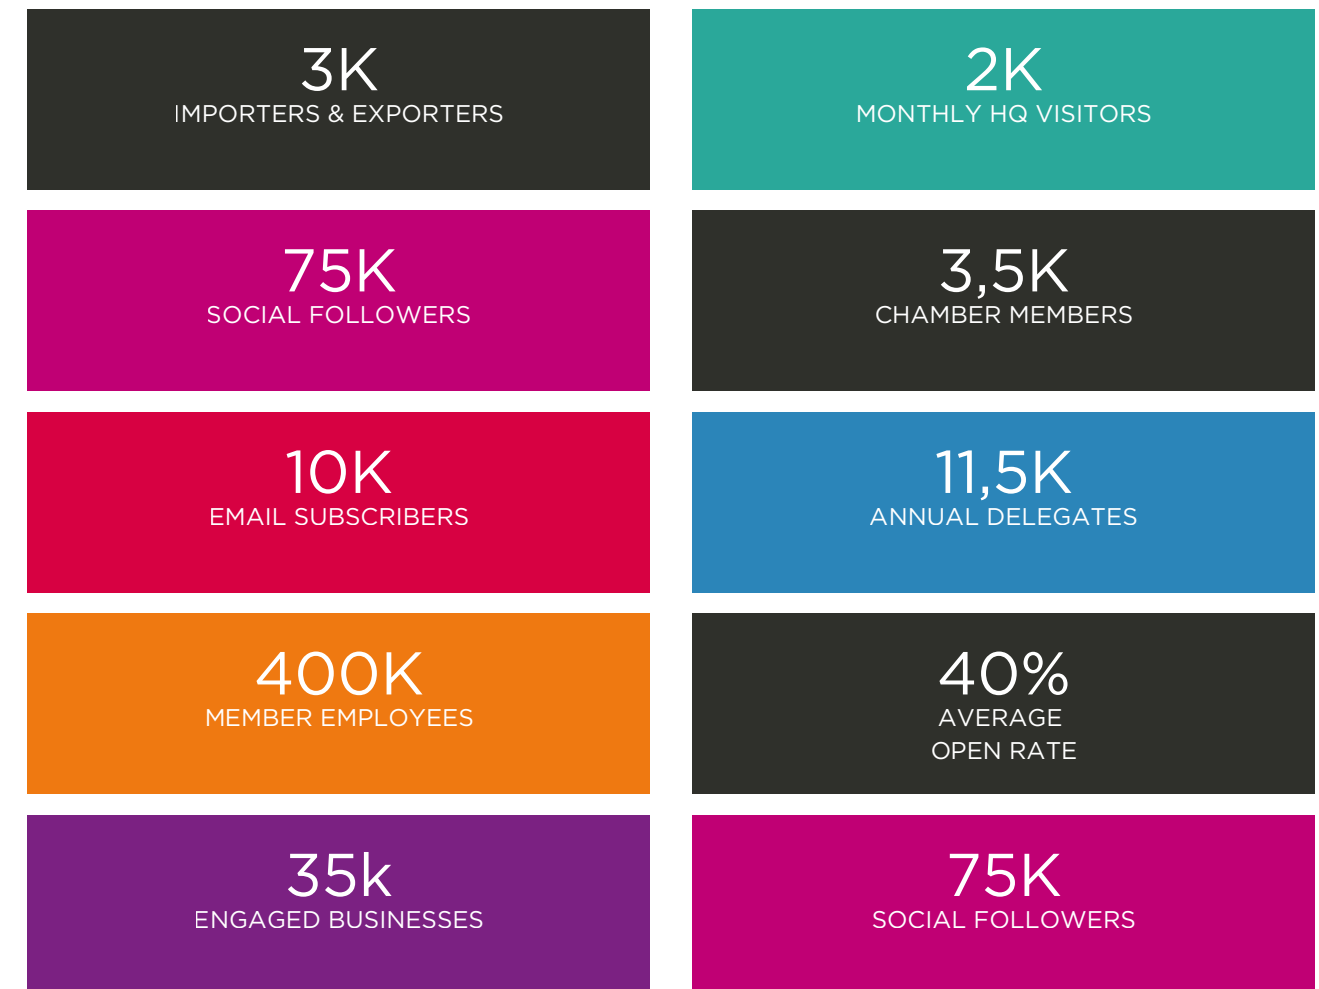 3K
IMPORTERS & EXPORTERS
2K
MONTHLY HQ VISITORS
75K
SOCIAL FOLLOWERS
3,5K
CHAMBER MEMBERS
10K
EMAIL SUBSCRIBERS
11,5K
ANNUAL DELEGATES
400K
MEMBER EMPLOYEES
40%
AVERAGE
OPEN RATE
35k
ENGAGED BUSINESSES
75K
SOCIAL FOLLOWERS